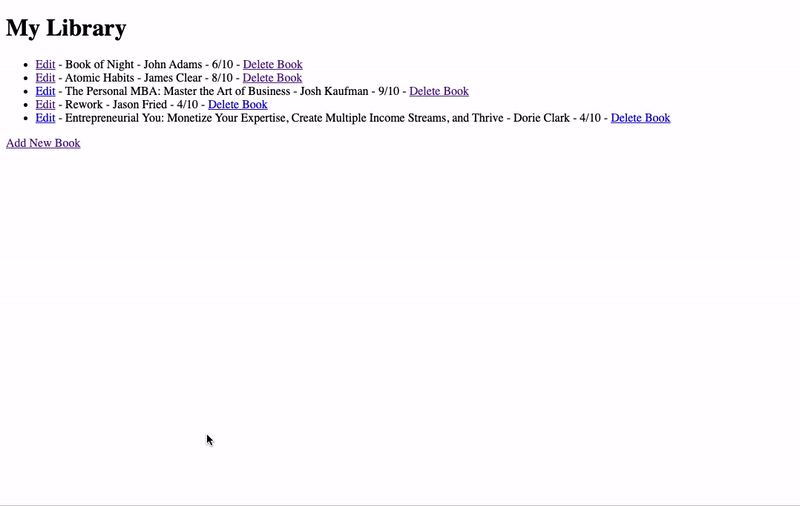 My Library
Edit - Book of Night - John Adams - 6/10 - Delete Book
Edit - Atomic Habits - James Clear - 8/10 - Delete Book
Edit - The Personal MBA: Master the Art of Business - Josh Kaufman - 9/10 - Delete Book
Edit - Rework - Jason Fried - 4/10 - Delete Book
Edit - Entrepreneurial You: Monetize Your Expertise, Create Multiple Income Streams, and Thrive - Dorie Clark - 4/10 - Delete Book
Add New Book